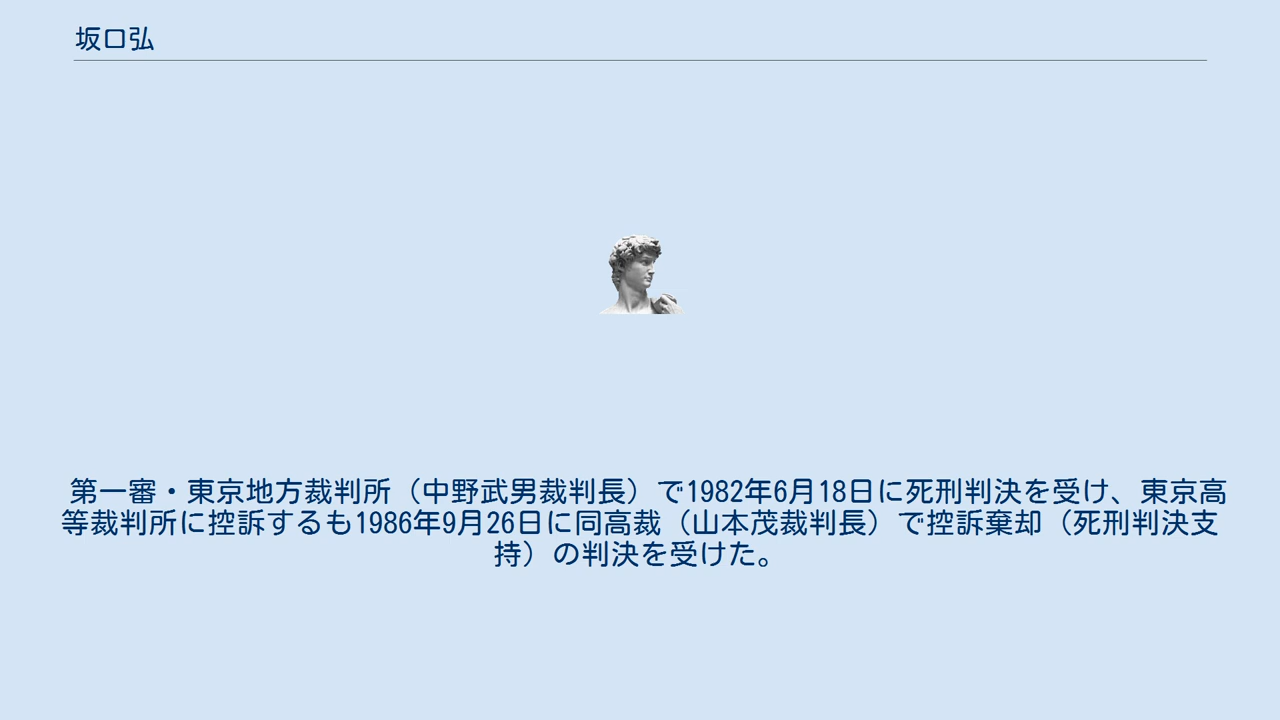 坂口弘
第一審・東京地方裁判所（中野武男裁判長）で1982年6月18日に死刑判決を受け、東京高
等裁判所に控訴するも1986年9月26日に同高裁（山本茂裁判長）で控訴棄却（死刑判決支
持）の判決を受けた。